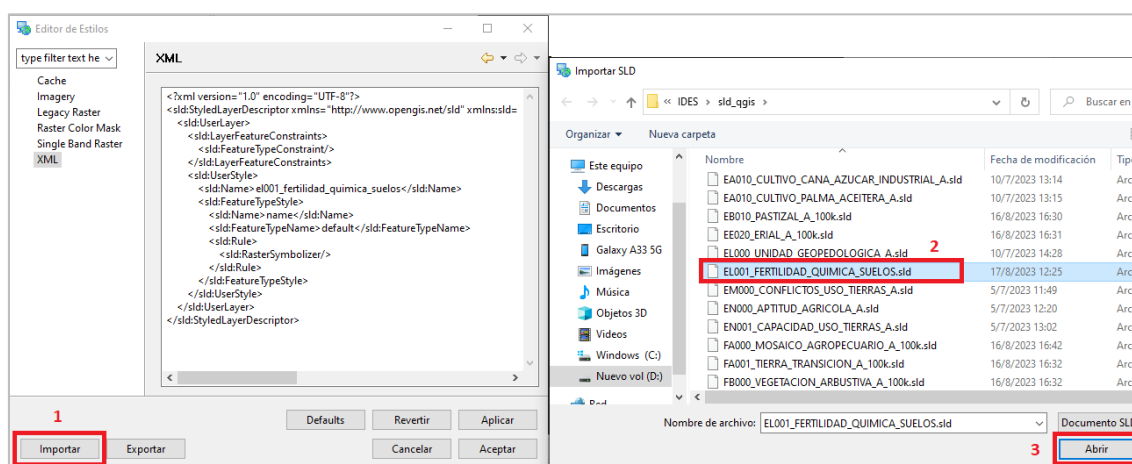 Editor de Estilos
type filter text he
Cache
Imagery
Legacy Raster
Raster Color Mask
Single Band Raster
XML
XML
<?xml version="1.0" encoding="UTF-8"?>
<sld:StyledLayerDescriptor xmlns="http://www.opengis.net/sld" xmlns:sld=
<sld:UserLayer>
<sld:LayerFeatureConstraints>
<sld:FeatureTypeConstraint/>
</sld:LayerFeatureConstraints>
<sld:UserStyle>
<sld:Name>el001_fertilidad_quimica_suelos</sld:Name>
<sld:FeatureTypeStyle>
<sld:Name>name</sld:Name>
<sld:FeatureTypeName>default</sld:FeatureTypeName>
<sld:Rule>
<sld:RasterSymbolizer/>
</sld:Rule>
</sld:FeatureTypeStyle>
</sld:UserStyle>
</sld:UserLayer>
</sld:StyledLayerDescriptor>
1
Defaults Revertir Aplicar
Importar Exportar Cancelar Aceptar
Importar SLD
« IDES > sld_qgis >
Buscar en
Organizar Nueva carpeta
Este equipo
Descargas
Documentos
Escritorio
Galaxy A33 5G
Imágenes
Música
Objetos 3D
Videos
Windows (C:)
Nuevo vol (D:)
Red
Nombre Fecha de modificación Tip
EA010_CULTIVO_CANA_AZUCAR_INDUSTRIAL_A.sld 10/7/2023 13:14 Arc
EA010_CULTIVO_PALMA_ACEITERA_A.sld 10/7/2023 13:15 Arc
EB010_PASTIZAL_A_100k.sld 16/8/2023 16:30 Arc
EE020_ERIAL_A_100k.sld 16/8/2023 16:31 Arc
EL000_UNIDAD_GEOPEDOLOGICA_A.sld 10/7/2023 14:28 Arc
2
EL001_FERTILIDAD_QUIMICA_SUELOS.sld 17/8/2023 12:25 Arc
EM000_CONFLICTOS_USO_TIERRAS_A.sld 5/7/2023 11:49 Arc
EN000_APTITUD_AGRICOLA_A.sld 5/7/2023 12:20 Arc
EN001_CAPACIDAD_USO_TIERRAS_A.sld 5/7/2023 13:02 Arc
FA000_MOSAICO_AGROPECUARIO_A_100k.sld 16/8/2023 16:42 Arc
FA001_TIERRA_TRANSICION_A_100k.sld 16/8/2023 16:32 Arc
FB000_VEGETACION_ARBUSTIVA_A_100k.sld 16/8/2023 16:32 Arc
Nombre de archivo: EL001_FERTILIDAD_QUIMICA_SUELOS.sld Documento SLD
3 Abrir